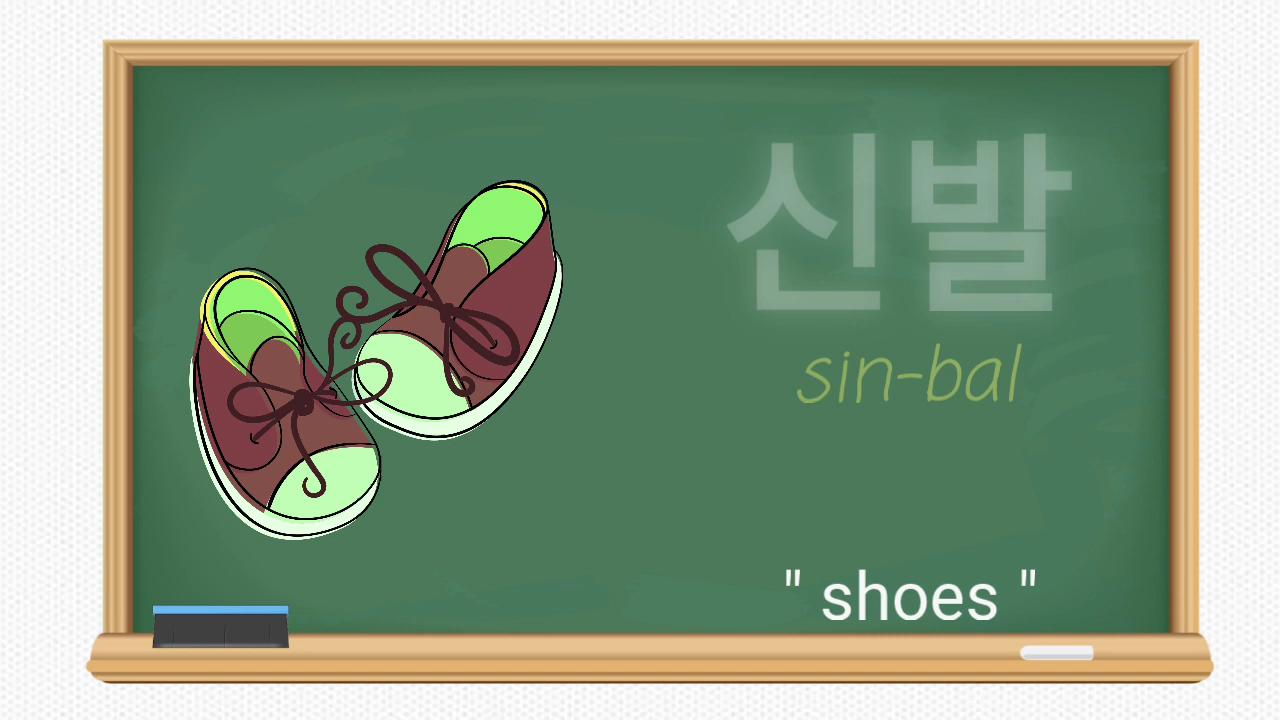 신발
sin-bal
" shoes "